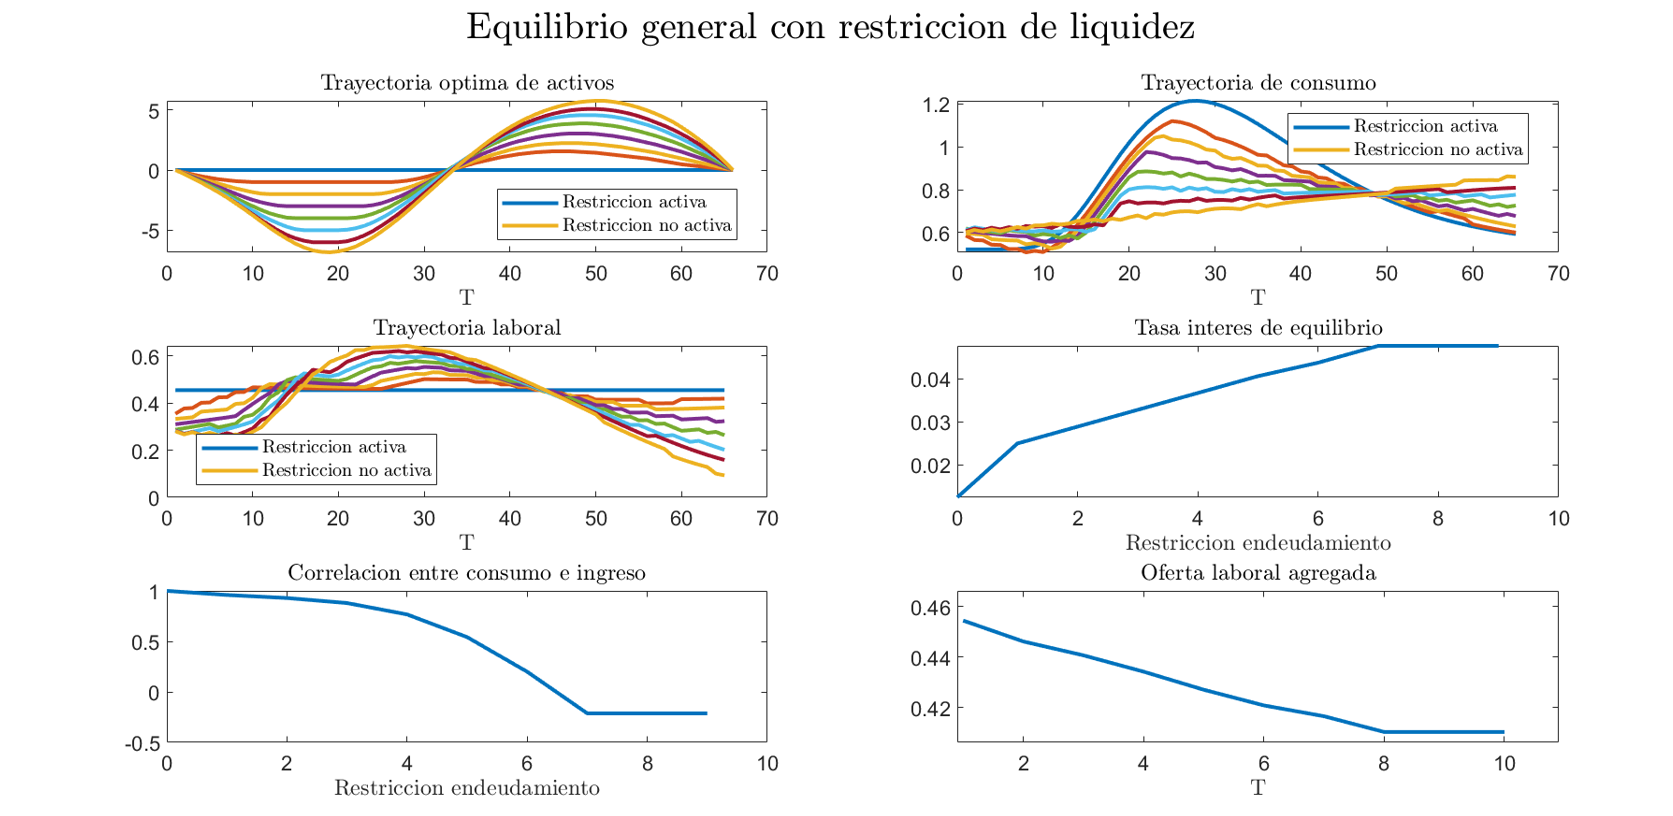 Equilibrio general con restriccion de liquidez
Trayectoria optima de activos
5
0
-5
0 10 20 30 40 50 60 70
T
Restriccion activa
Restriccion no activa
Trayectoria de consumo
1.2
1
0.8
0.6
0 10 20 30 40 50 60 70
T
Restriccion activa
Restriccion no activa
Trayectoria laboral
0.6
0.4
0.2
0
0 10 20 30 40 50 60 70
T
Restriccion activa
Restriccion no activa
Tasa interes de equilibrio
0.04
0.03
0.02
0 2 4 6 8 10
Restriccion endeudamiento
Correlacion entre consumo e ingreso
1
0.5
0
-0.5
0 2 4 6 8 10
Restriccion endeudamiento
Oferta laboral agregada
0.46
0.44
0.42
2 4 6 8 10
T